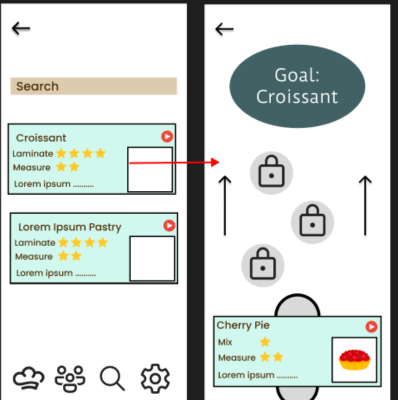 Search
Croissant
Laminate
Measure
Lorem ipsum ..........
Lorem Ipsum Pastry
Laminate
Measure
Lorem ipsum ..........
Goal:
Croissant
Cherry Pie
Mix
Measure
Lorem ipsum ..........